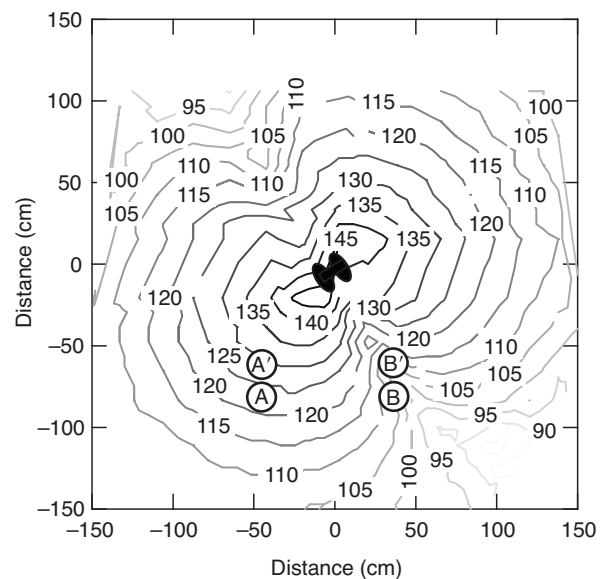 150
100
50
0
−50
−100
−150
Distance (cm)
−150 −100 −50 0 50 100 150
Distance (cm)
95 110 115 100
100 105 120 105
110 115 110
100 115 130
105 135 120
145 135
120 135 130
140 120 110
125 A′ B′ 105 105
120 A B
120 95 90
115 95
110 100
105